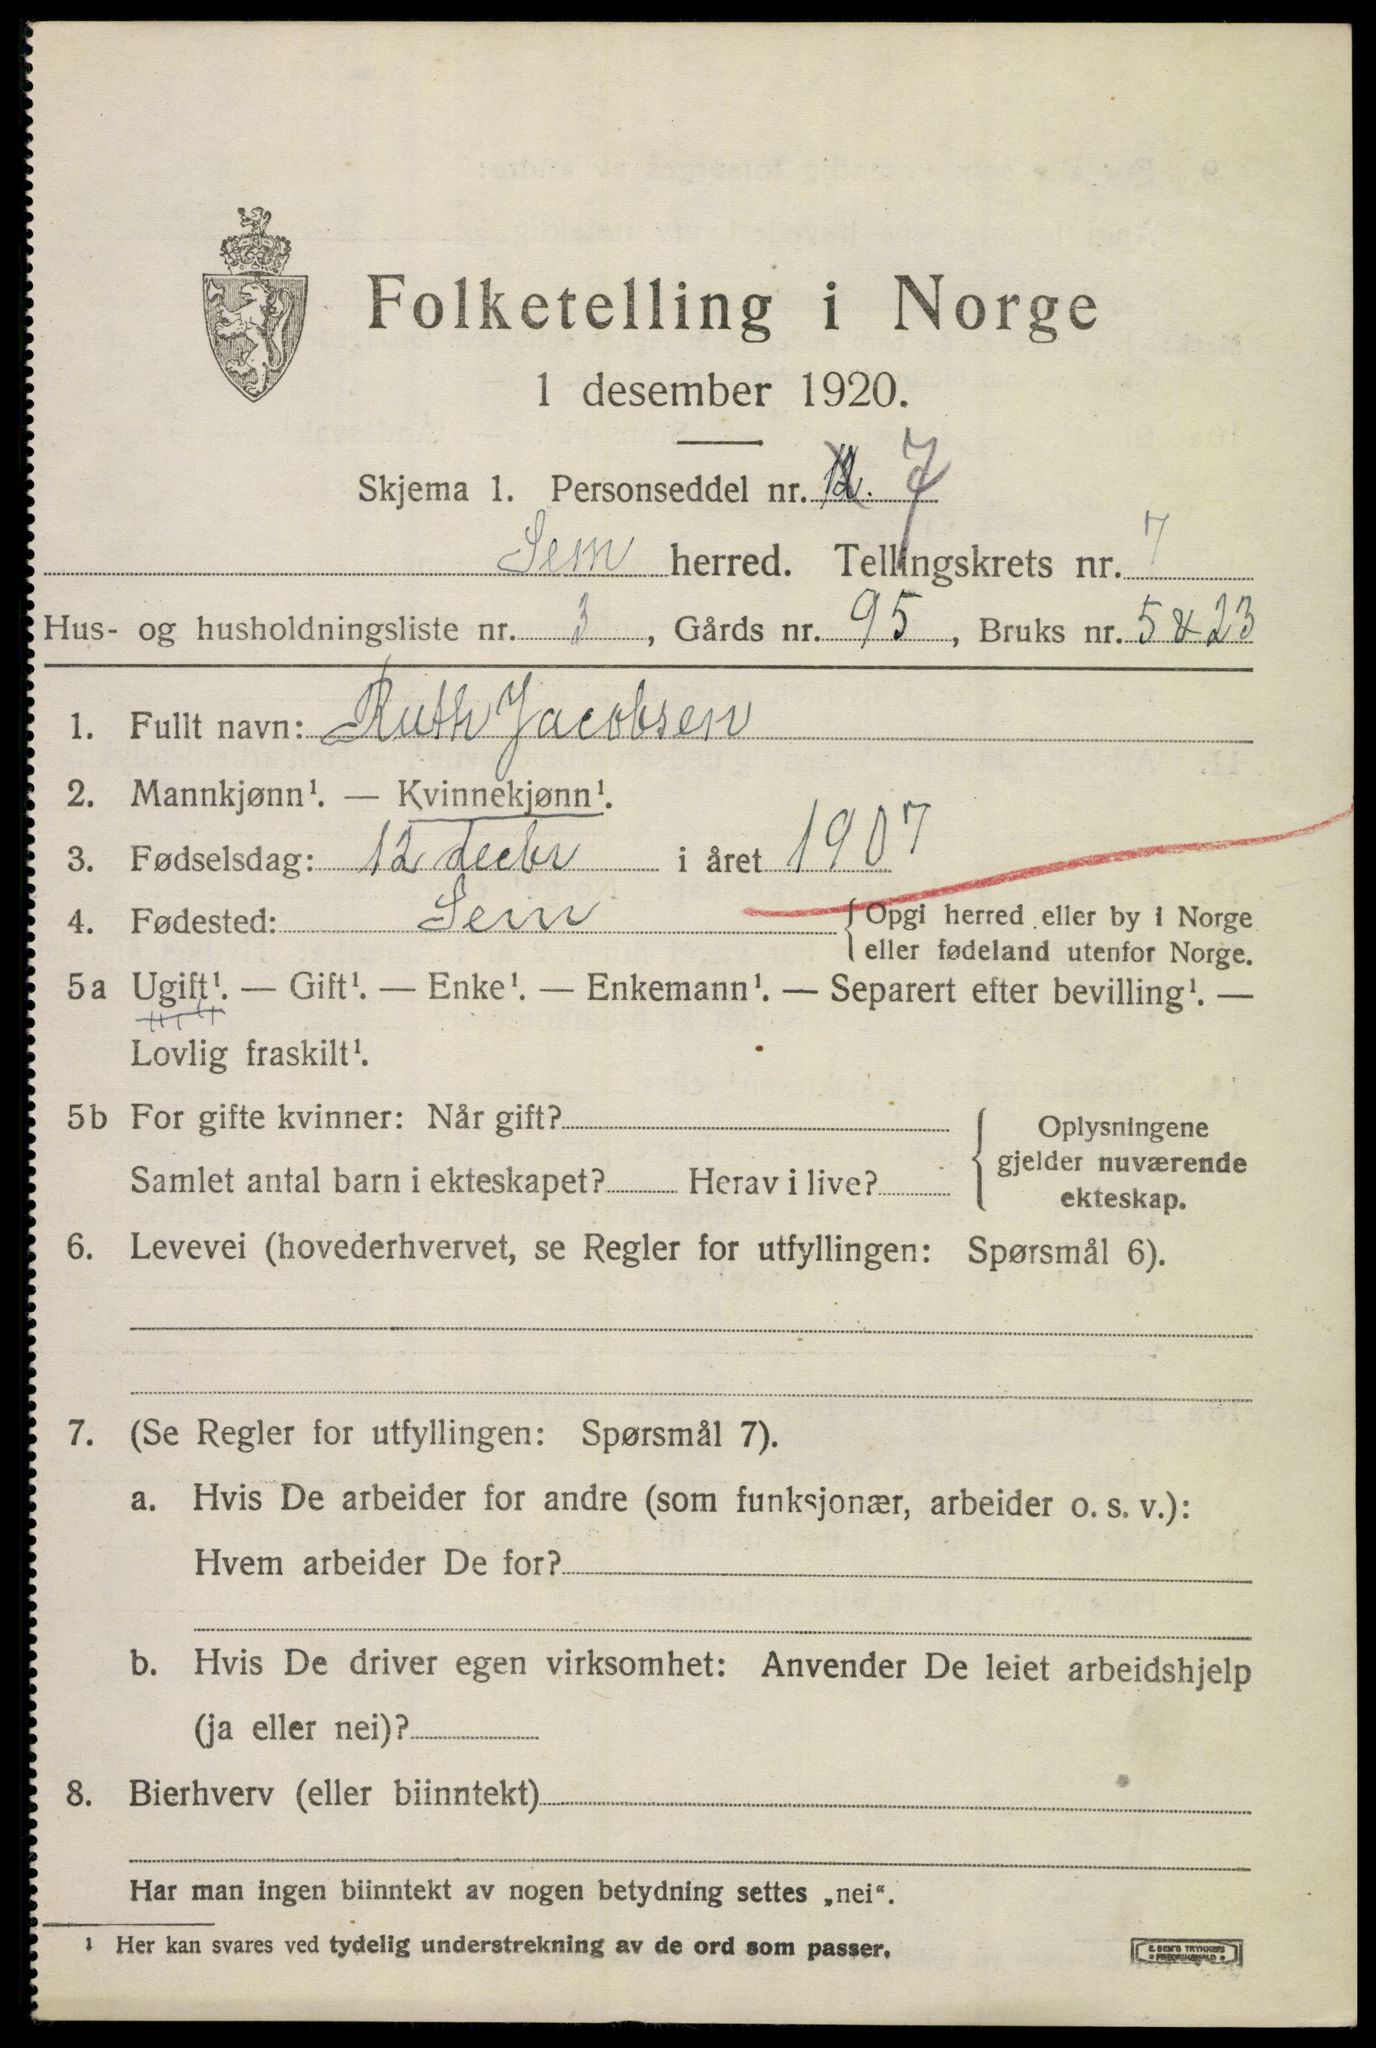 Folketelling i Norge
1 desember 1920.
Skjema 1. Personseddel nr. 12. 7
Sem herred. Tellingskrets nr. 7
Hus- og husholdningsliste nr. 3, Gårds nr. 95, Bruks nr. 5 & 23
1. Fullt navn: Ruth Jacobsen
2. Mannkjønn¹. — Kvinnekjønn¹.
3. Fødselsdag: 12 decbr i året 1907
4. Fødested: Sem { Opgi herred eller by i Norge
eller fødeland utenfor Norge.
5a Ugift¹. — Gift¹. — Enke¹. — Enkemann¹. — Separert efter bevilling¹. —
Lovlig fraskilt¹.
5b For gifte kvinner: Når gift?
Samlet antal barn i ekteskapet? Herav i live?
Oplysningene
gjelder nuværende
ekteskap.
6. Levevei (hovederhvervet, se Regler for utfyllingen: Spørsmål 6).
7. (Se Regler for utfyllingen: Spørsmål 7).
a. Hvis De arbeider for andre (som funksjonær, arbeider o. s. v.):
Hvem arbeider De for?
b. Hvis De driver egen virksomhet: Anvender De leiet arbeidshjelp
(ja eller nei)?
8. Bierhverv (eller biinntekt)
Har man ingen biinntekt av nogen betydning settes „nei“.
¹ Her kan svares ved tydelig understrekning av de ord som passer.
E. SEM'S TRYKKERI
FREDRIKSHALD